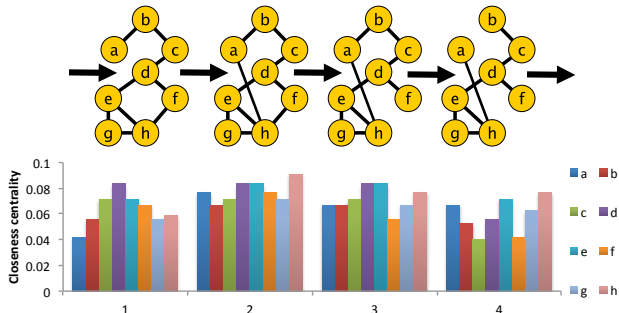 b b b b
a c a c a c a c
d d d d
e f e f e f e f
g h g h g h g h
Closeness centrality
0.1
0.08
0.06
0.04
0.02
0
1 2 3 4
a b
c d
e f
g h